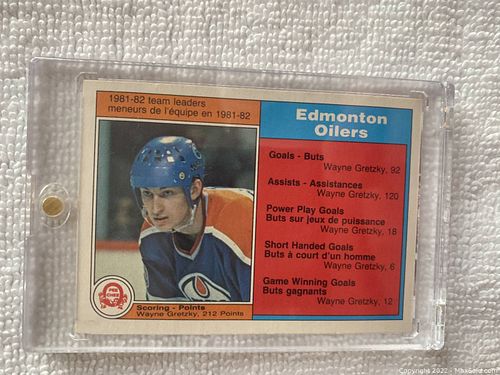 1981-82 team leaders
meneurs de l'équipe en 1981-82
Edmonton
Oilers
Goals - Buts
Wayne Gretzky, 92
Assists - Assistances
Wayne Gretzky, 120
Power Play Goals
Buts sur jeux de puissance
Wayne Gretzky, 18
Short Handed Goals
Buts à court d'un homme
Wayne Gretzky, 6
Game Winning Goals
Buts gagnants
Wayne Gretzky, 12
O PEE CHEE
Scoring - Points
Wayne Gretzky, 212 Points
Copyright 2022 - MaxSold.com